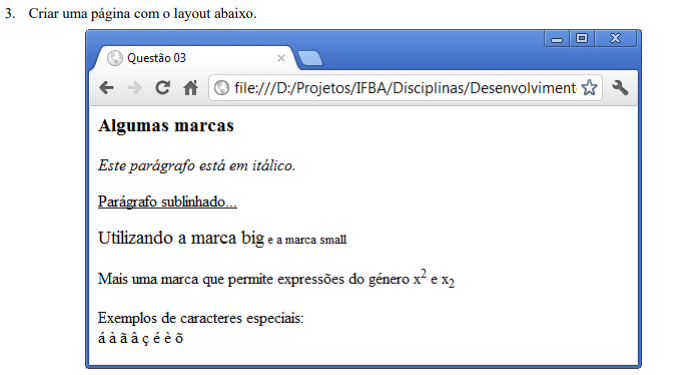 3. Criar uma página com o layout abaixo.
Questão 03
file:///D:/Projetos/IFBA/Disciplinas/Desenvolviment
Algumas marcas
Este parágrafo está em itálico.
Parágrafo sublinhado...
Utilizando a marca big e a marca small
Mais uma marca que permite expressões do género x² e x₂
Exemplos de caracteres especiais:
á à ã â ç é è õ